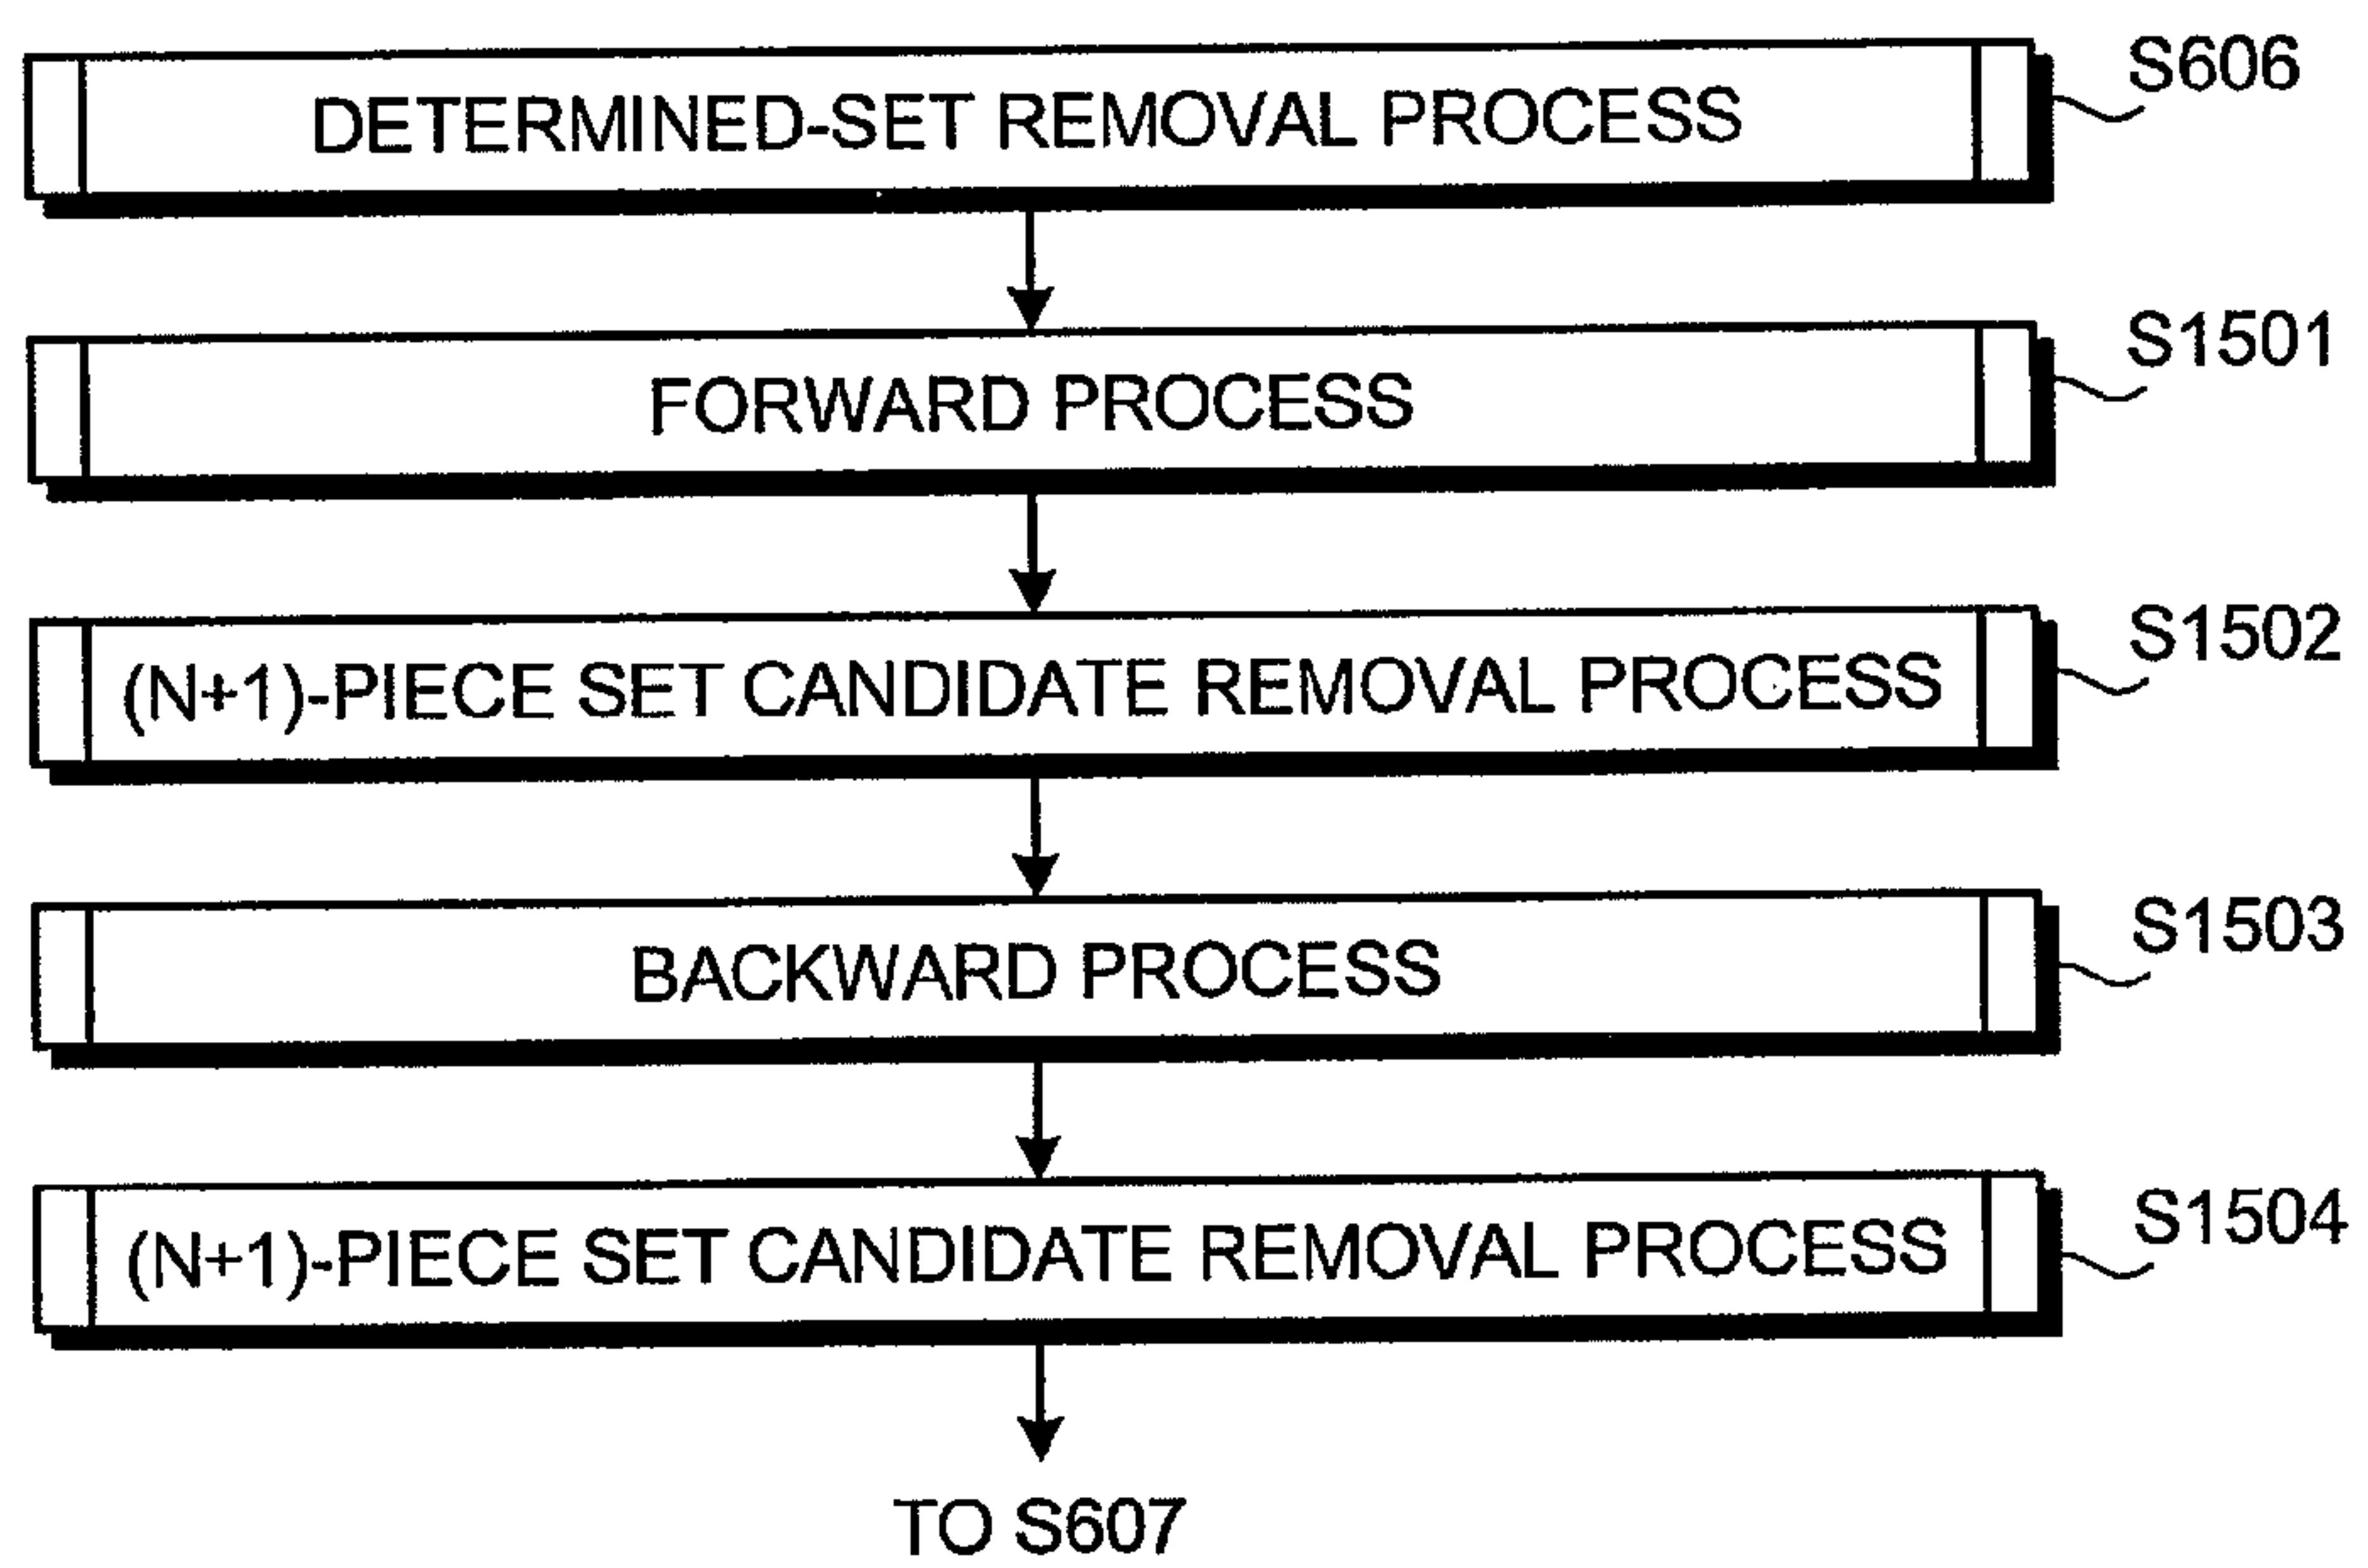 S606
DETERMINED-SET REMOVAL PROCESS
S1501
FORWARD PROCESS
S1502
(N+1)-PIECE SET CANDIDATE REMOVAL PROCESS
S1503
BACKWARD PROCESS
S1504
(N+1)-PIECE SET CANDIDATE REMOVAL PROCESS
TO S607